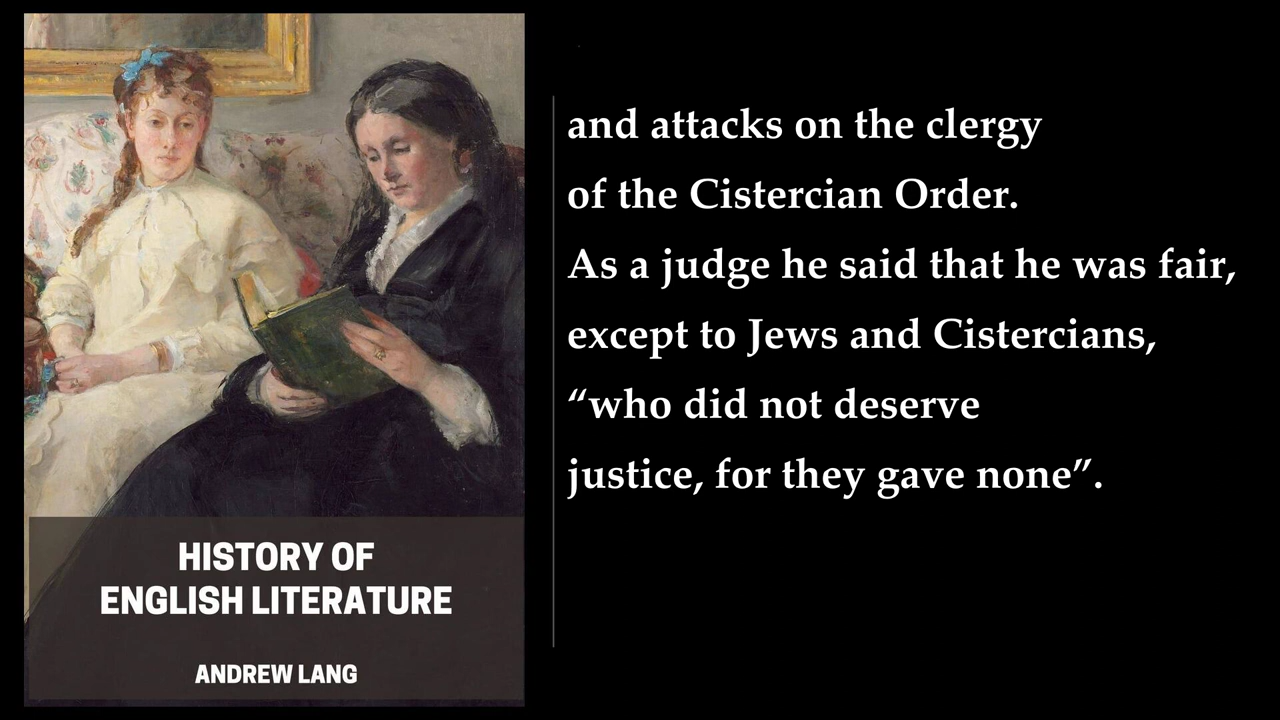 and attacks on the clergy
of the Cistercian Order.
As a judge he said that he was fair,
except to Jews and Cistercians,
“who did not deserve
justice, for they gave none”.
HISTORY OF
ENGLISH LITERATURE
ANDREW LANG